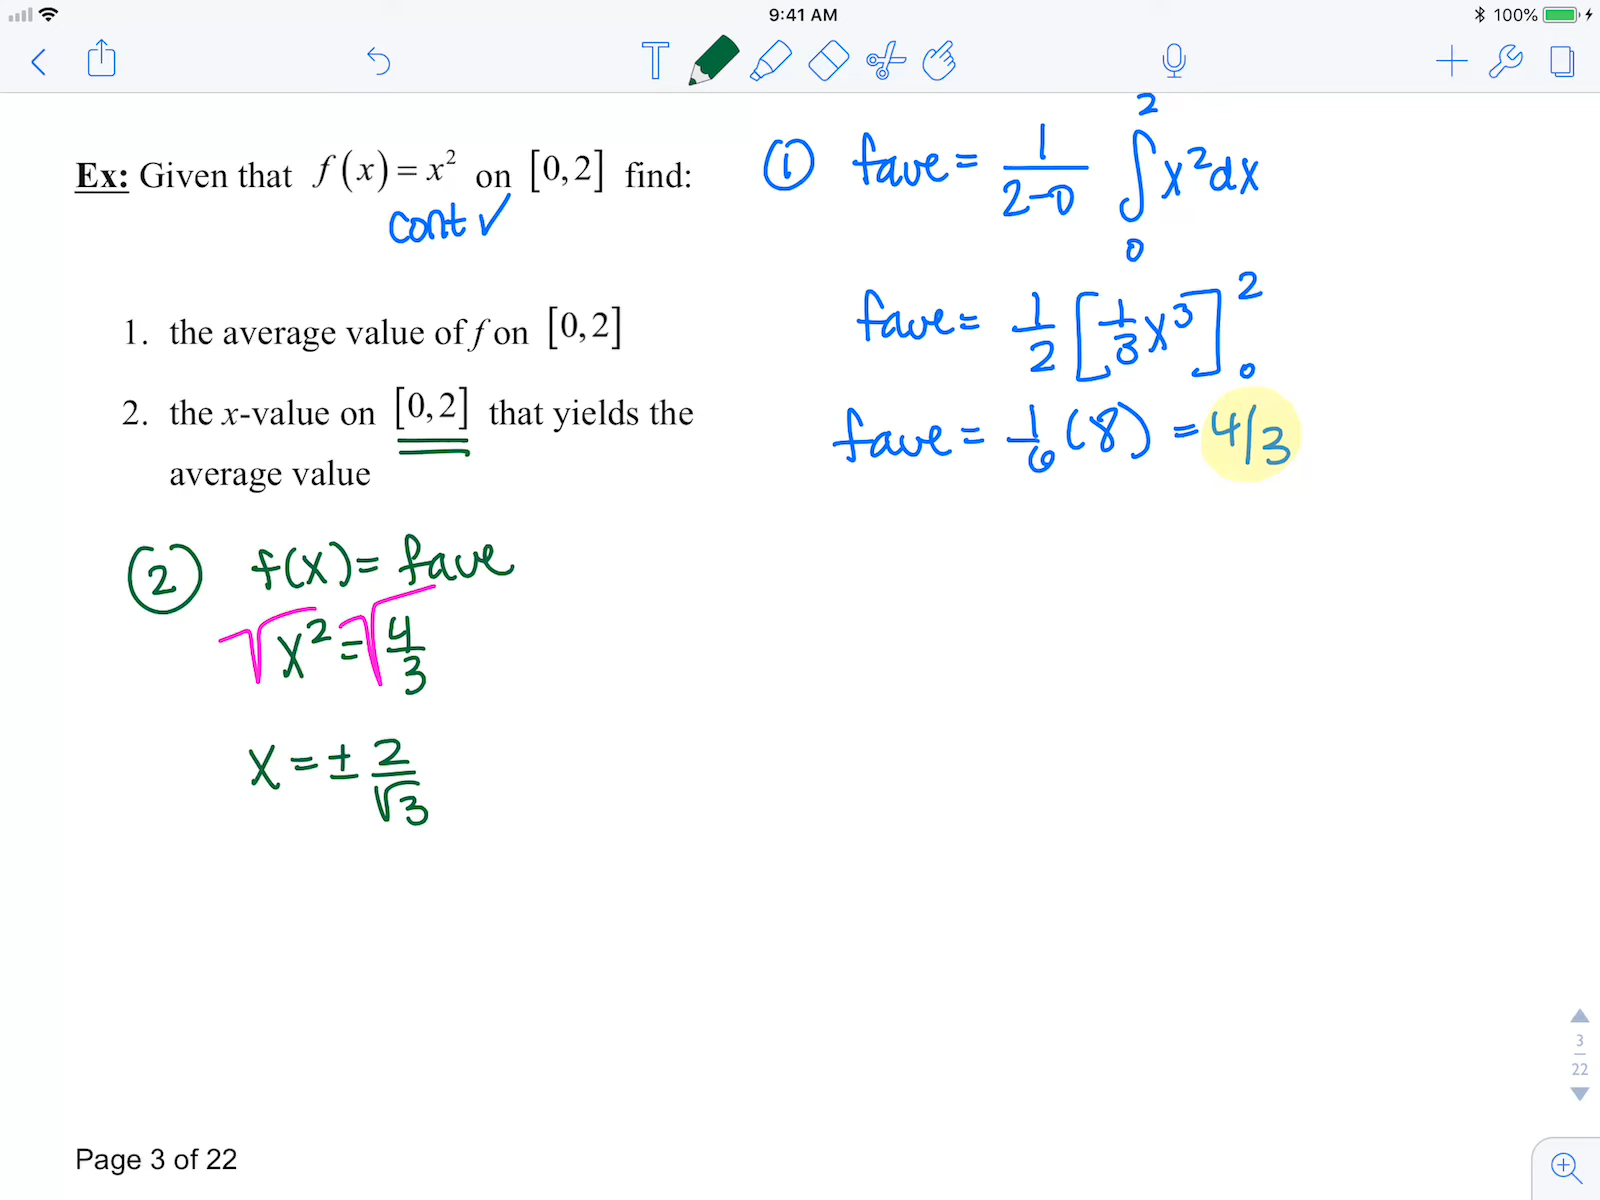 9:41 AM
100%
T
Ex: Given that f(x) = x² on [0,2] find:
cont ✓
1. the average value of f on [0,2]
2. the x-value on [0,2] that yields the
average value
② f(x) = fave
√x² = √4/3
x = ± 2/√3
① fave = 1/(2-0) ∫₀² x² dx
fave = 1/2 [1/3 x³]₀²
fave = 1/6 (8) = 4/3
3
22
Page 3 of 22